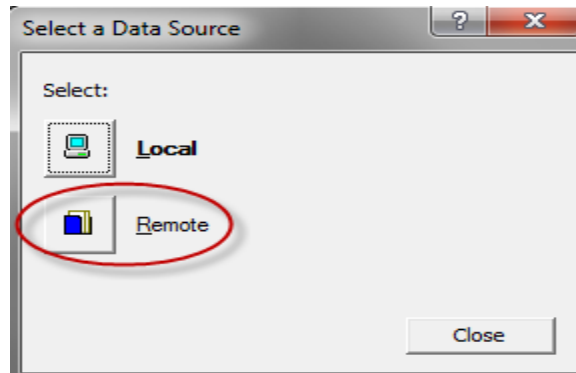 Select a Data Source
Select:
Local
Remote
Close